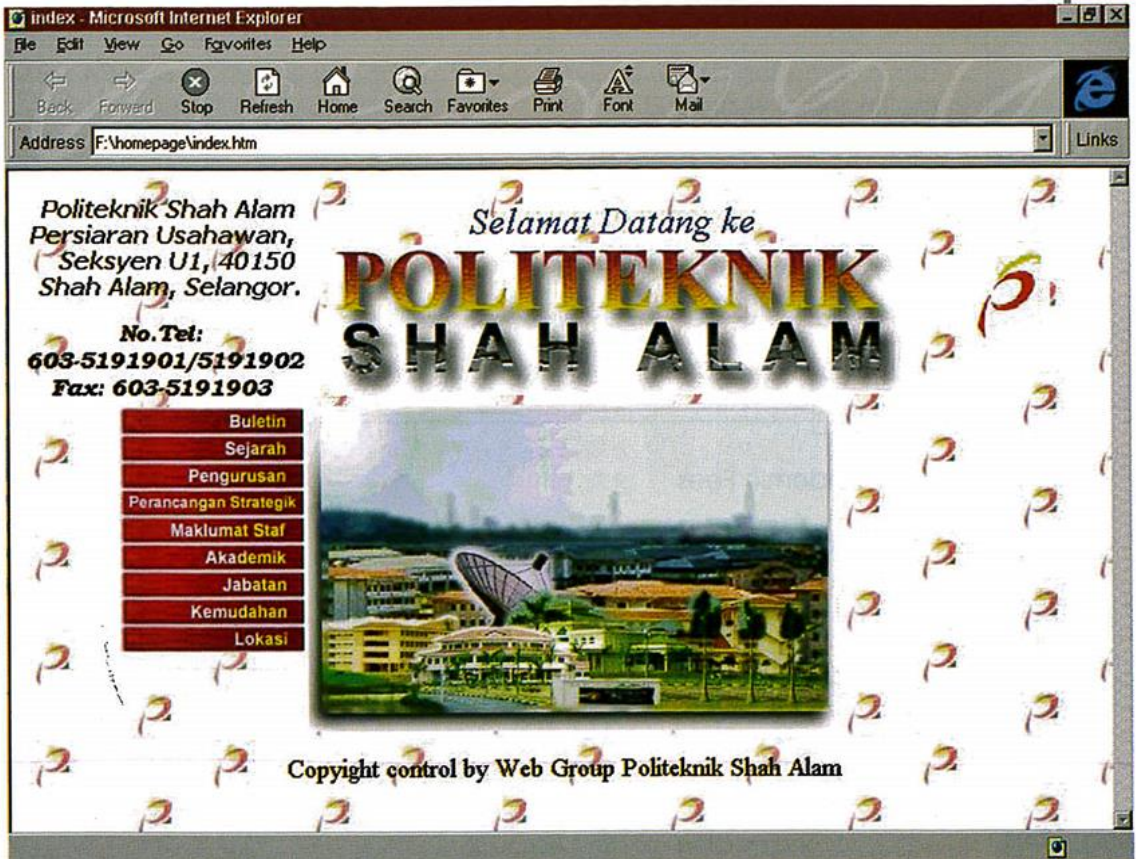 index - Microsoft Internet Explorer
File Edit View Go Favorites Help
Back Forward Stop Refresh Home Search Favorites Print Font Mail
Address F:\homepage\index.htm Links
Politeknik Shah Alam
Persiaran Usahawan,
Seksyen U1, 40150
Shah Alam, Selangor.
No.Tel:
603-5191901/5191902
Fax: 603-5191903
Selamat Datang ke
POLITEKNIK
SHAH ALAM
Buletin
Sejarah
Pengurusan
Perancangan Strategik
Maklumat Staf
Akademik
Jabatan
Kemudahan
Lokasi
Copyight control by Web Group Politeknik Shah Alam